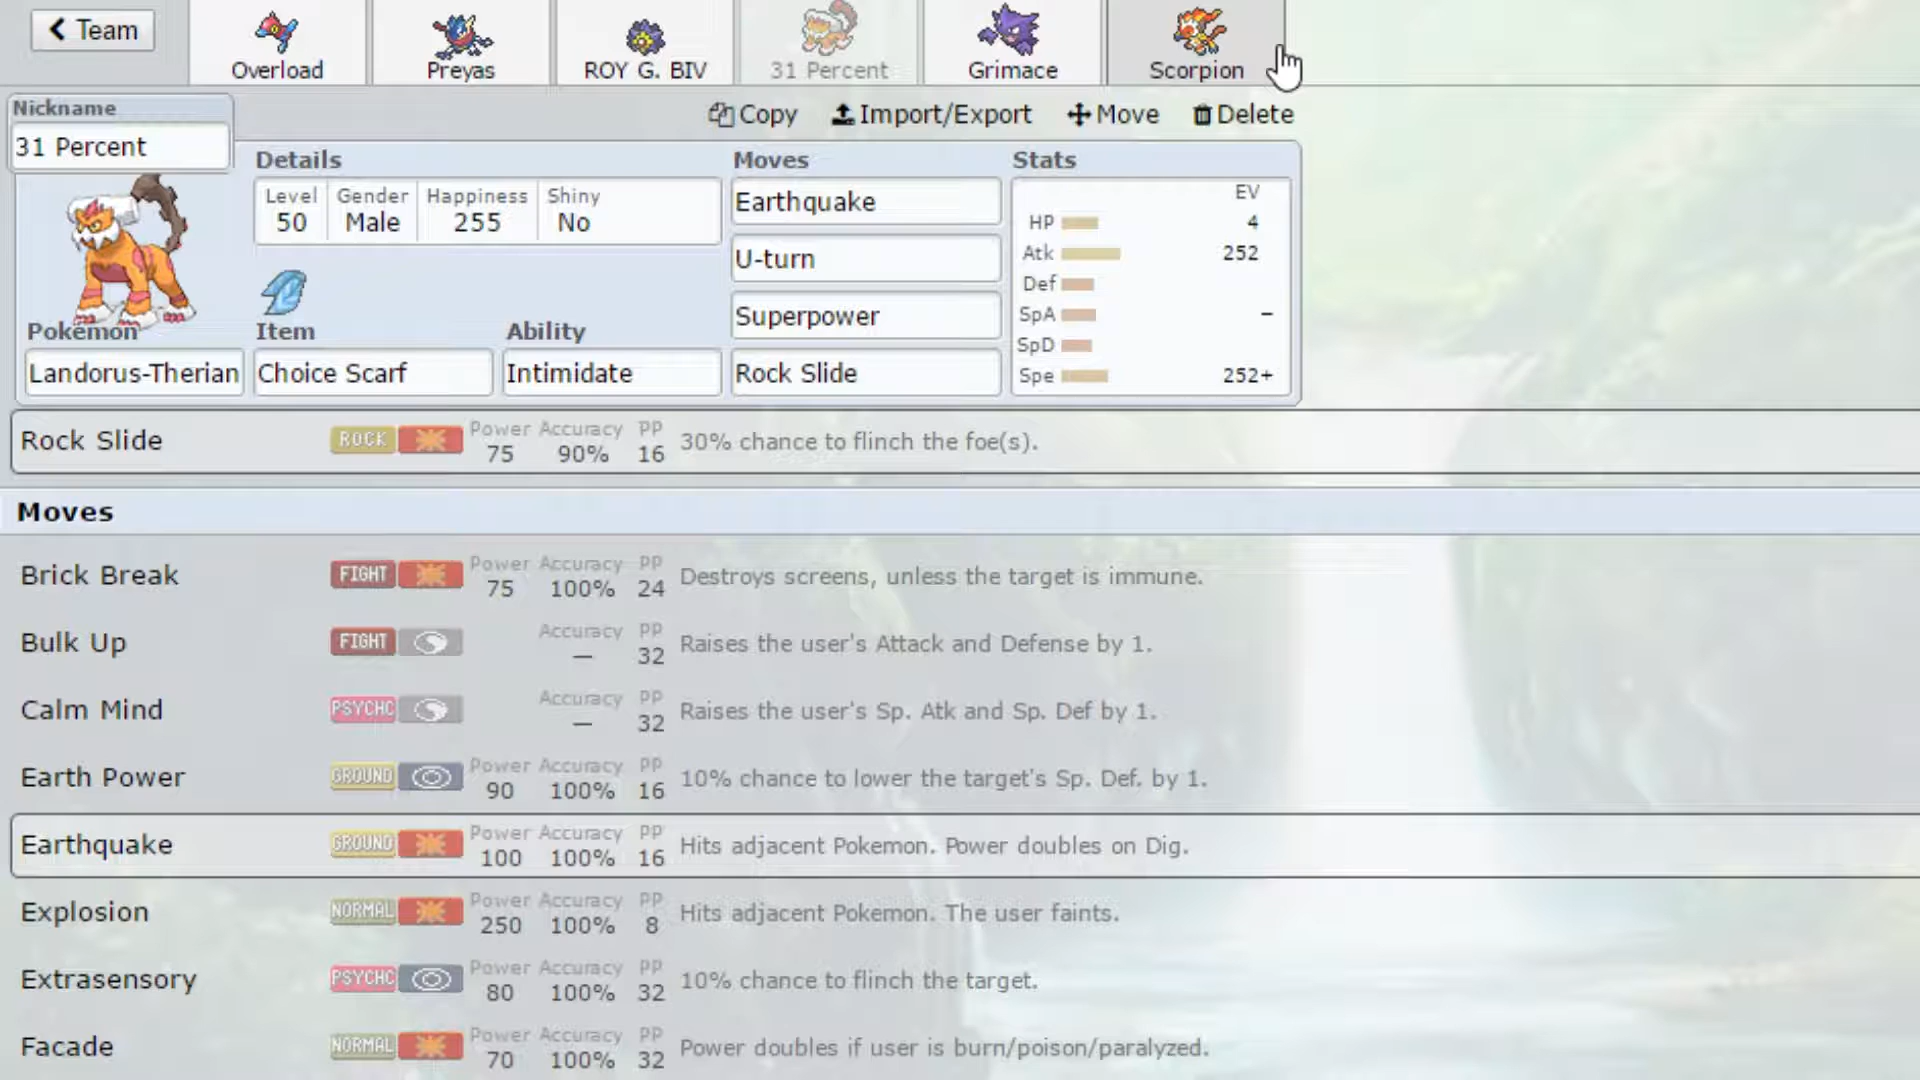 Team
Overload
Preyas
ROY G. BIV
31 Percent
Grimace
Scorpion
Nickname
31 Percent
Copy
Import/Export
Move
Delete
Details
Moves
Stats
Level
50
Gender
Male
Happiness
255
Shiny
No
Earthquake
U-turn
Superpower
Rock Slide
EV
HP 4
Atk 252
Def
SpA −
SpD
Spe 252+
Pokémon
Landorus-Therian
Item
Choice Scarf
Ability
Intimidate
Rock Slide ROCK Power 75 Accuracy 90% PP 16 30% chance to flinch the foe(s).
Moves
Brick Break FIGHT Power 75 Accuracy 100% PP 24 Destroys screens, unless the target is immune.
Bulk Up FIGHT Accuracy — PP 32 Raises the user's Attack and Defense by 1.
Calm Mind PSYCHC Accuracy — PP 32 Raises the user's Sp. Atk and Sp. Def by 1.
Earth Power GROUND Power 90 Accuracy 100% PP 16 10% chance to lower the target's Sp. Def. by 1.
Earthquake GROUND Power 100 Accuracy 100% PP 16 Hits adjacent Pokemon. Power doubles on Dig.
Explosion NORMAL Power 250 Accuracy 100% PP 8 Hits adjacent Pokemon. The user faints.
Extrasensory PSYCHC Power 80 Accuracy 100% PP 32 10% chance to flinch the target.
Facade NORMAL Power 70 Accuracy 100% PP 32 Power doubles if user is burn/poison/paralyzed.